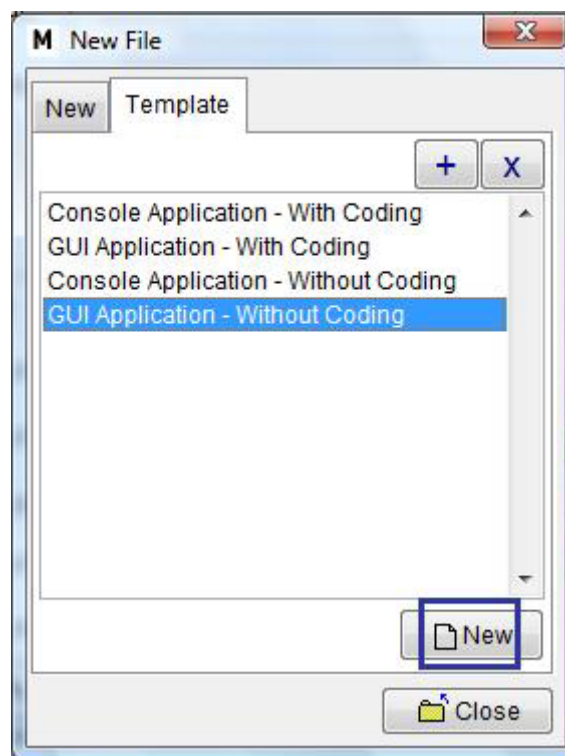 M New File
New Template
+ x
Console Application - With Coding
GUI Application - With Coding
Console Application - Without Coding
GUI Application - Without Coding
New
Close